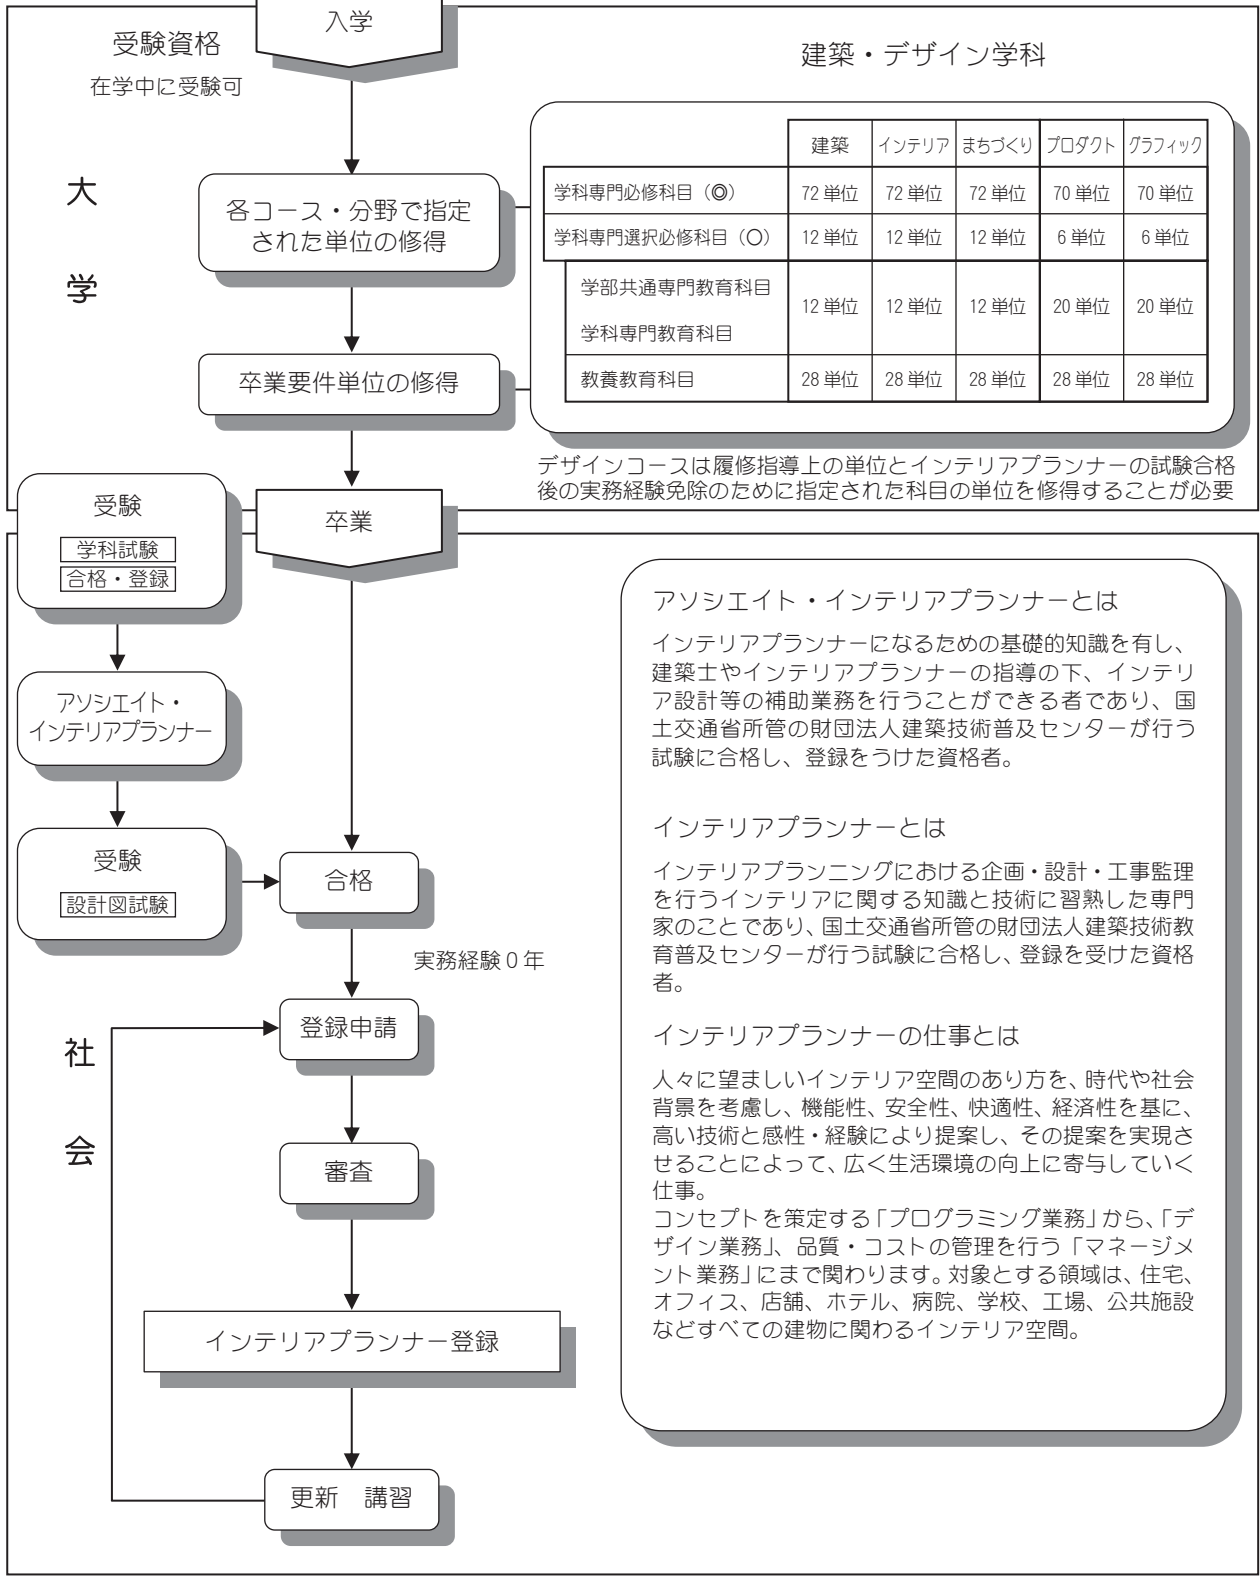 入学
受験資格
在学中に受験可
建築・デザイン学科
大
学
各コース・分野で指定
された単位の修得
卒業要件単位の修得
建築 インテリア まちづくり プロダクト グラフィック
学科専門必修科目（◎） 72 単位 72 単位 72 単位 70 単位 70 単位
学科専門選択必修科目（○） 12 単位 12 単位 12 単位 6 単位 6 単位
学部共通専門教育科目
12 単位 12 単位 12 単位 20 単位 20 単位
学科専門教育科目
教養教育科目 28 単位 28 単位 28 単位 28 単位 28 単位
デザインコースは履修指導上の単位とインテリアプランナーの試験合格
後の実務経験免除のために指定された科目の単位を修得することが必要
受験
学科試験
合格・登録
卒業
アソシエイト・
インテリアプランナー
受験
設計図試験
合格
実務経験０年
社
会
登録申請
審査
インテリアプランナー登録
更新　講習
アソシエイト・インテリアプランナーとは
インテリアプランナーになるための基礎的知識を有し、
建築士やインテリアプランナーの指導の下、インテリ
ア設計等の補助業務を行うことができる者であり、国
土交通省所管の財団法人建築技術普及センターが行う
試験に合格し、登録をうけた資格者。
インテリアプランナーとは
インテリアプランニングにおける企画・設計・工事監理
を行うインテリアに関する知識と技術に習熟した専門
家のことであり、国土交通省所管の財団法人建築技術教
育普及センターが行う試験に合格し、登録を受けた資格
者。
インテリアプランナーの仕事とは
人々に望ましいインテリア空間のあり方を、時代や社会
背景を考慮し、機能性、安全性、快適性、経済性を基に、
高い技術と感性・経験により提案し、その提案を実現さ
せることによって、広く生活環境の向上に寄与していく
仕事。
コンセプトを策定する「プログラミング業務」から、「デ
ザイン業務」、品質・コストの管理を行う「マネージメ
ント業務」にまで関わります。対象とする領域は、住宅、
オフィス、店舗、ホテル、病院、学校、工場、公共施設
などすべての建物に関わるインテリア空間。